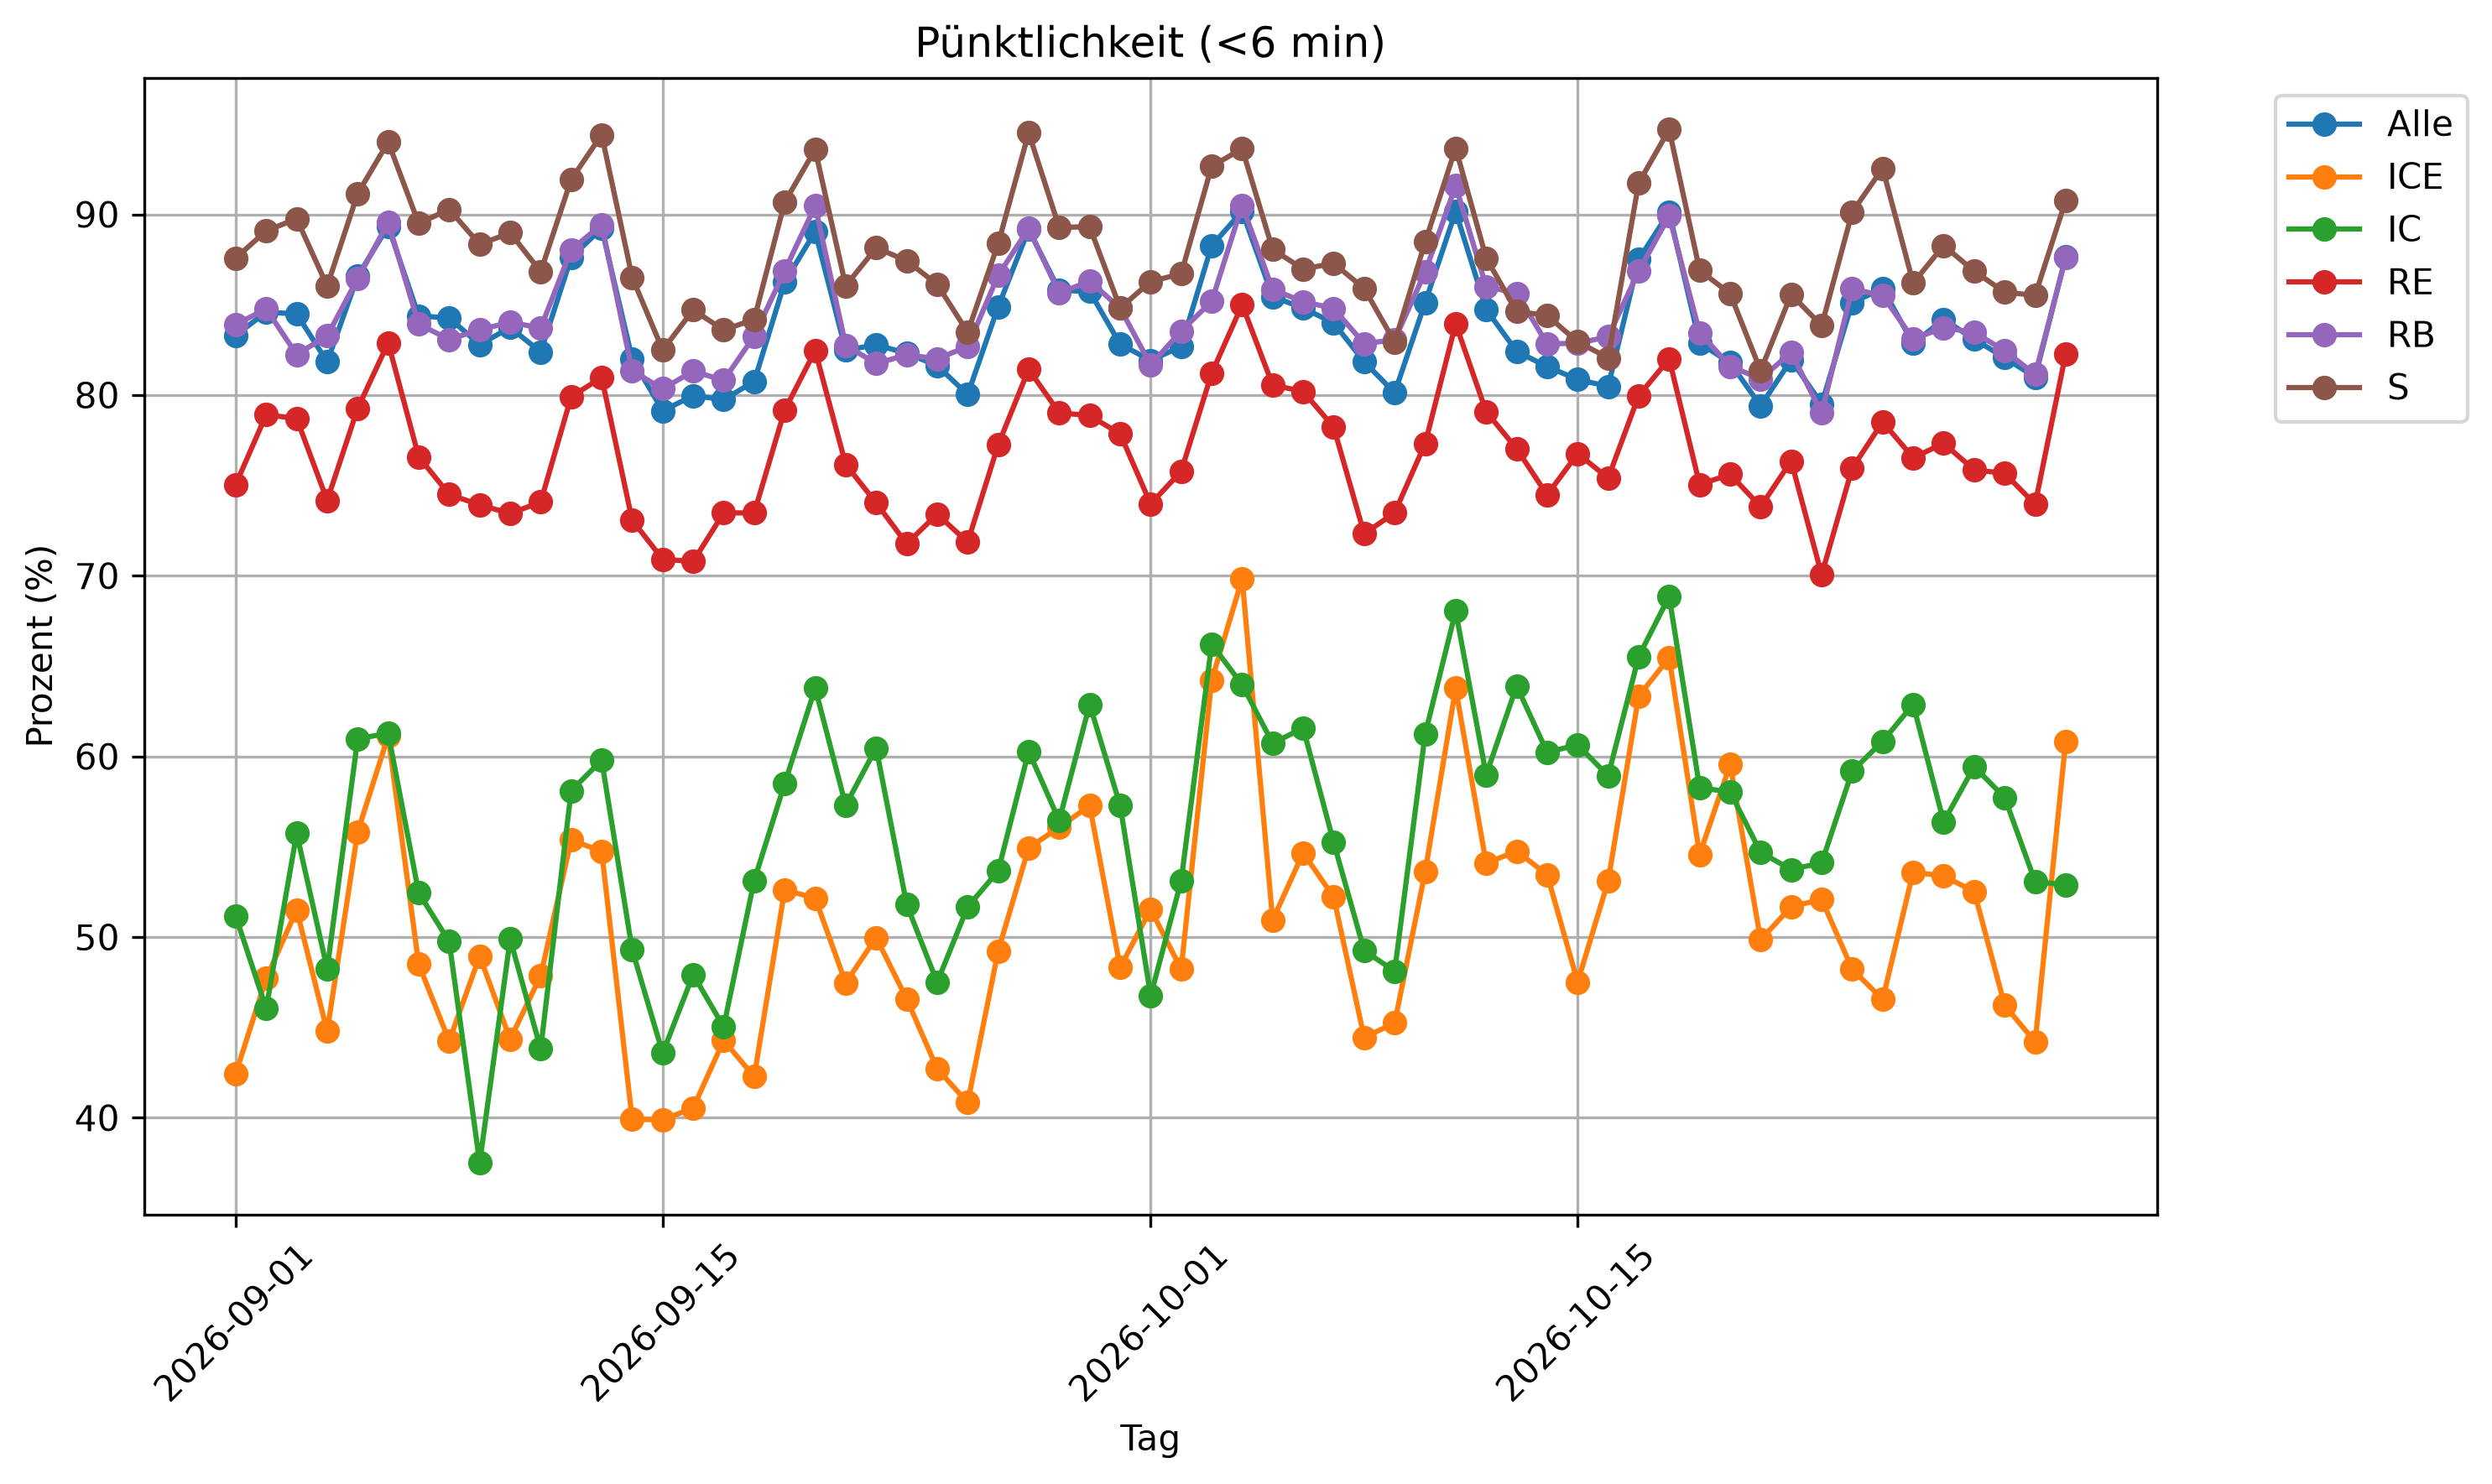 Pünktlichkeit (<6 min)
Prozent (%)
90
80
70
60
50
40
2026-09-01
2026-09-15
2026-10-01
2026-10-15
Tag
Alle
ICE
IC
RE
RB
S